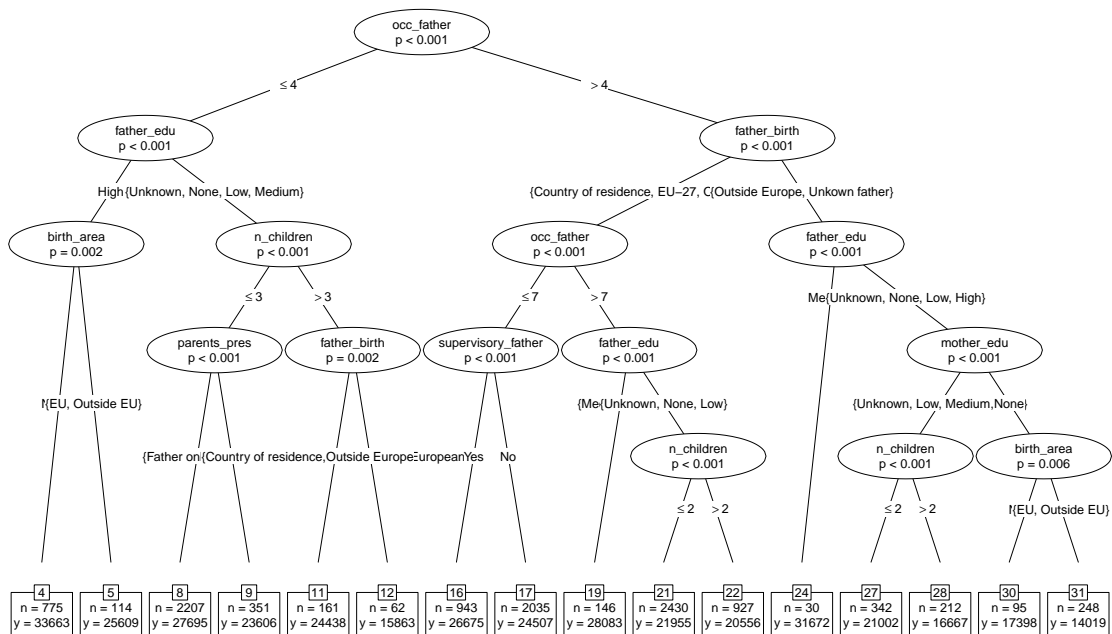 occ_father
p < 0.001
≤ 4
> 4
father_edu
p < 0.001
father_birth
p < 0.001
High
{Unknown, None, Low, Medium}
{Country of residence, EU−27,
{Outside Europe, Unkown father}
birth_area
p = 0.002
n_children
p < 0.001
occ_father
p < 0.001
father_edu
p < 0.001
≤ 3
> 3
≤ 7
> 7
{Unknown, None, Low, High}
parents_pres
p < 0.001
father_birth
p = 0.002
supervisory_father
p < 0.001
father_edu
p < 0.001
mother_edu
p < 0.001
{EU, Outside EU}
{Unknown, None, Low}
{Unknown, Low, Medium,
None}
n_children
p < 0.001
n_children
p < 0.001
birth_area
p = 0.006
{Father
{Country of residence,
Outside Europe
European
Yes
No
≤ 2
> 2
≤ 2
> 2
{EU, Outside EU}
4
n = 775
y = 33663
5
n = 114
y = 25609
8
n = 2207
y = 27695
9
n = 351
y = 23606
11
n = 161
y = 24438
12
n = 62
y = 15863
16
n = 943
y = 26675
17
n = 2035
y = 24507
19
n = 146
y = 28083
21
n = 2430
y = 21955
22
n = 927
y = 20556
24
n = 30
y = 31672
27
n = 342
y = 21002
28
n = 212
y = 16667
30
n = 95
y = 17398
31
n = 248
y = 14019